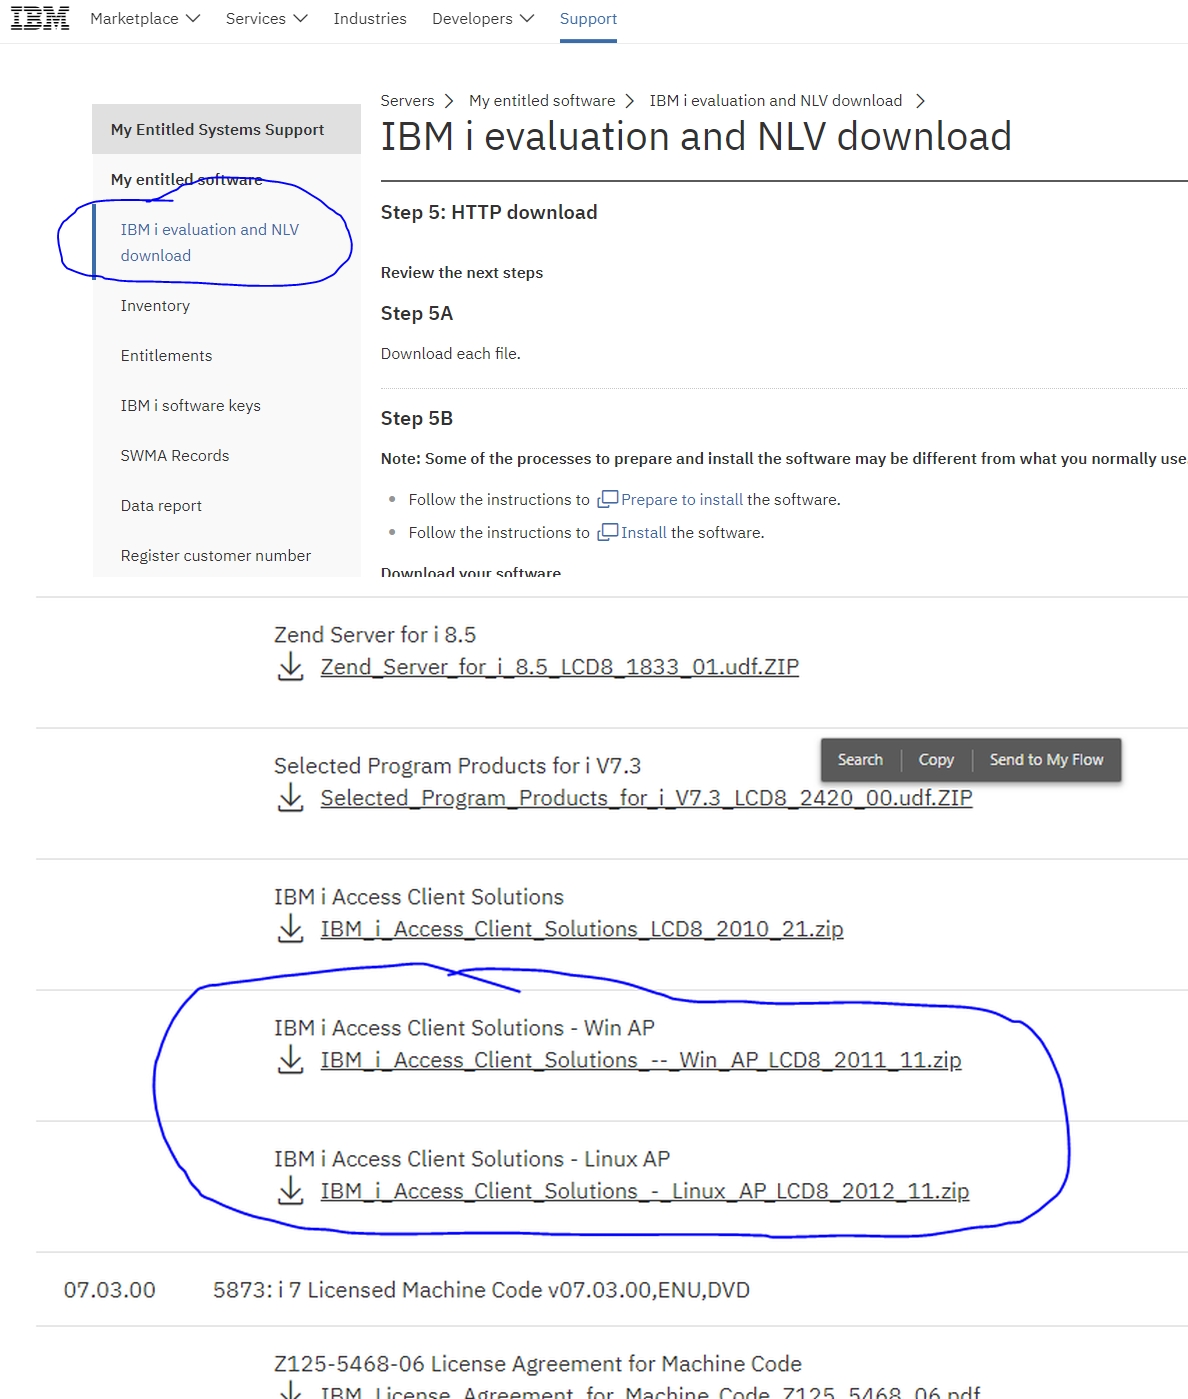 IBM Marketplace Services Industries Developers Support
Servers My entitled software IBM i evaluation and NLV download
IBM i evaluation and NLV download
My Entitled Systems Support
My entitled software
IBM i evaluation and NLV
download
Inventory
Entitlements
IBM i software keys
SWMA Records
Data report
Register customer number
Step 5: HTTP download
Review the next steps
Step 5A
Download each file.
Step 5B
Note: Some of the processes to prepare and install the software may be different from what you normally use.
Follow the instructions to Prepare to install the software.
Follow the instructions to Install the software.
Download your software
Zend Server for i 8.5
Zend_Server_for_i_8.5_LCD8_1833_01.udf.ZIP
Search Copy Send to My Flow
Selected Program Products for i V7.3
Selected_Program_Products_for_i_V7.3_LCD8_2420_00.udf.ZIP
IBM i Access Client Solutions
IBM_i_Access_Client_Solutions_LCD8_2010_21.zip
IBM i Access Client Solutions - Win AP
IBM_i_Access_Client_Solutions_--_Win_AP_LCD8_2011_11.zip
IBM i Access Client Solutions - Linux AP
IBM_i_Access_Client_Solutions_-_Linux_AP_LCD8_2012_11.zip
07.03.00 5873: i 7 Licensed Machine Code v07.03.00,ENU,DVD
Z125-5468-06 License Agreement for Machine Code
IBM_License_Agreement_for_Machine_Code_Z125_5468_06.pdf